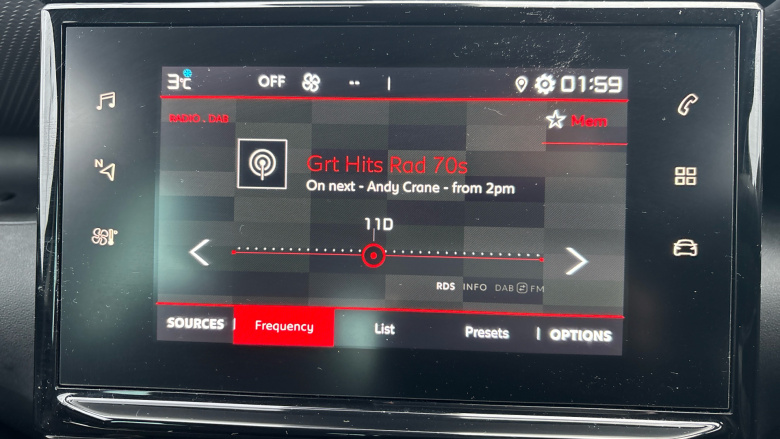 3°C OFF -- | 01:59
RADIO.DAB
Mem
Grt Hits Rad 70s
On next - Andy Crane - from 2pm
11D
N
RDS INFO DAB FM
SOURCES | Frequency List Presets | OPTIONS